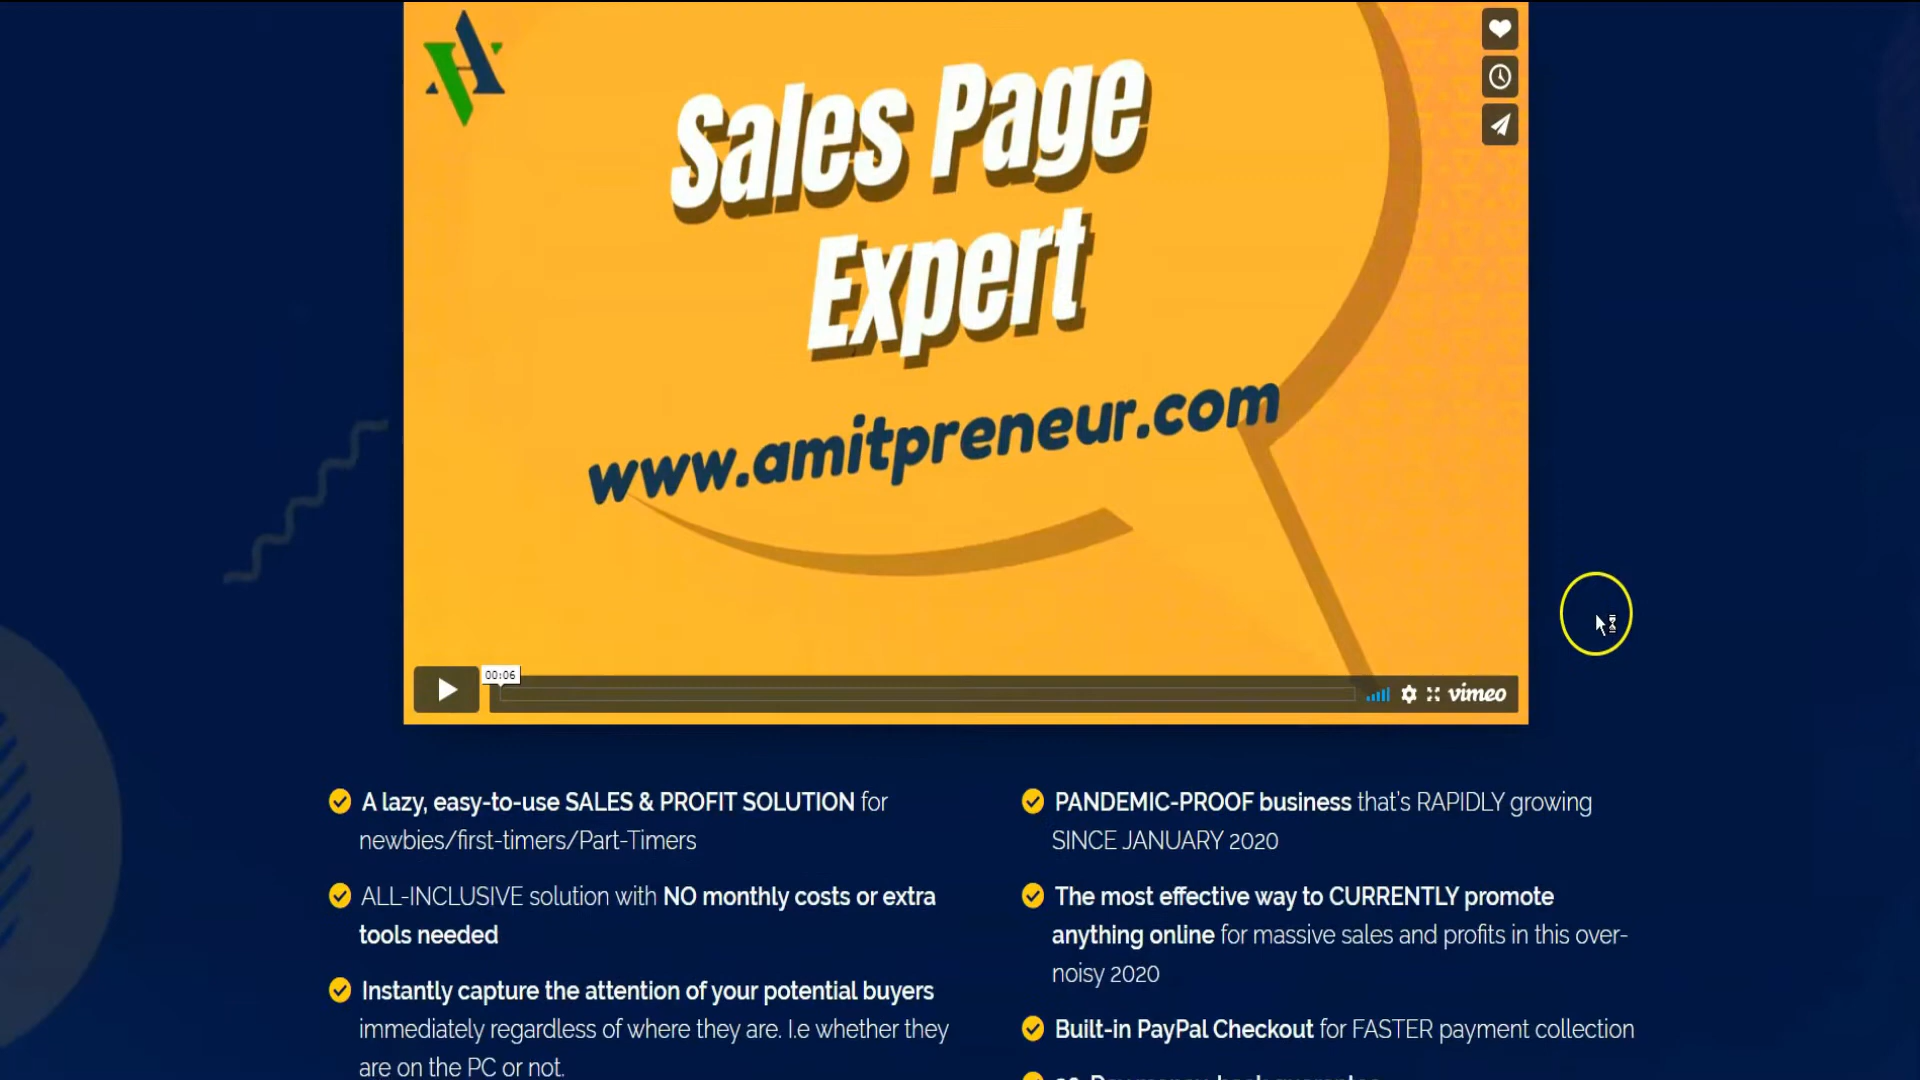 Sales Page
Expert
www.amitpreneur.com
00:06
vimeo
A lazy, easy-to-use SALES & PROFIT SOLUTION for
newbies/first-timers/Part-Timers
ALL-INCLUSIVE solution with NO monthly costs or extra
tools needed
Instantly capture the attention of your potential buyers
immediately regardless of where they are. I.e whether they
are on the PC or not.
PANDEMIC-PROOF business that's RAPIDLY growing
SINCE JANUARY 2020
The most effective way to CURRENTLY promote
anything online for massive sales and profits in this over-
noisy 2020
Built-in PayPal Checkout for FASTER payment collection